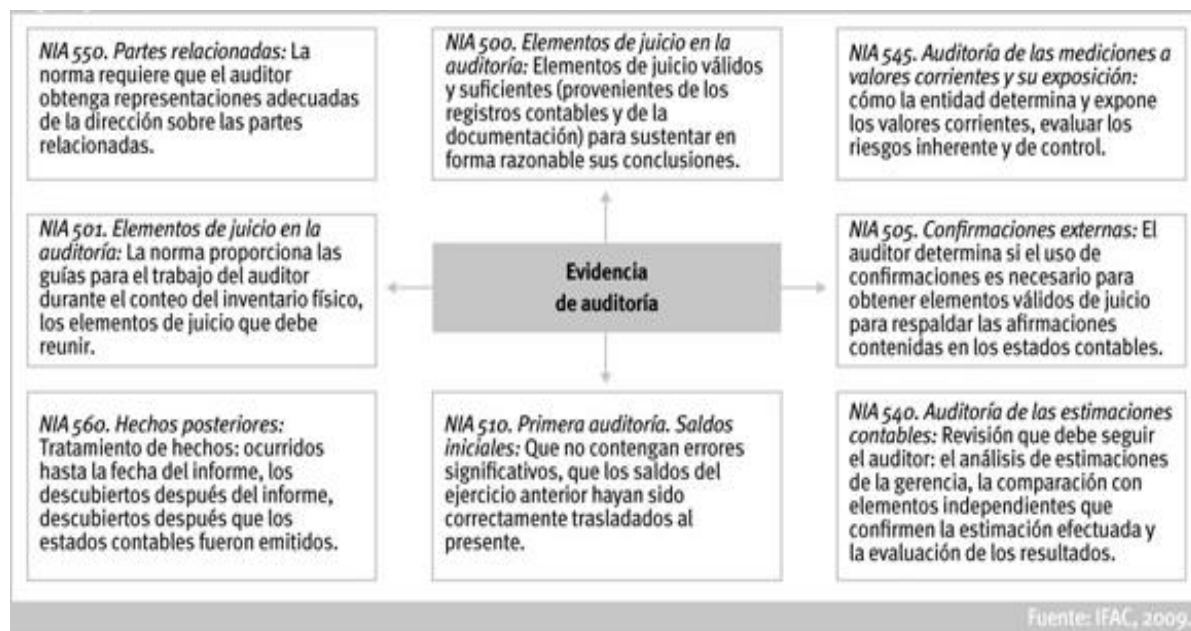 NIA 550. Partes relacionadas: La
norma requiere que el auditor
obtenga representaciones adecuadas
de la dirección sobre las partes
relacionadas.
NIA 500. Elementos de juicio en la
auditoría: Elementos de juicio válidos
y suficientes (provenientes de los
registros contables y de la
documentación) para sustentar en
forma razonable sus conclusiones.
NIA 545. Auditoría de las mediciones a
valores corrientes y su exposición:
cómo la entidad determina y expone
los valores corrientes, evaluar los
riesgos inherente y de control.
NIA 501. Elementos de juicio en la
auditoría: La norma proporciona las
guías para el trabajo del auditor
durante el conteo del inventario físico,
los elementos de juicio que debe
reunir.
Evidencia
de auditoría
NIA 505. Confirmaciones externas: El
auditor determina si el uso de
confirmaciones es necesario para
obtener elementos válidos de juicio
para respaldar las afirmaciones
contenidas en los estados contables.
NIA 560. Hechos posteriores:
Tratamiento de hechos: ocurridos
hasta la fecha del informe, los
descubiertos después del informe,
descubiertos después que los
estados contables fueron emitidos.
NIA 510. Primera auditoría. Saldos
iniciales: Que no contengan errores
significativos, que los saldos del
ejercicio anterior hayan sido
correctamente trasladados al
presente.
NIA 540. Auditoría de las estimaciones
contables: Revisión que debe seguir
el auditor: el análisis de estimaciones
de la gerencia, la comparación con
elementos independientes que
confirmen la estimación efectuada y
la evaluación de los resultados.
Fuente: IFAC, 2009.